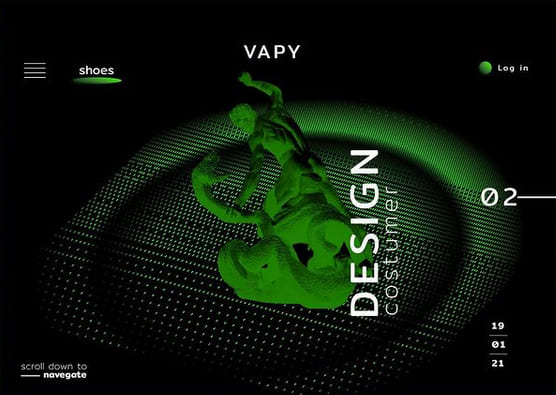 VAPY
shoes
Log in
DESIGN
costumer
02
19
01
21
scroll down to
navegate